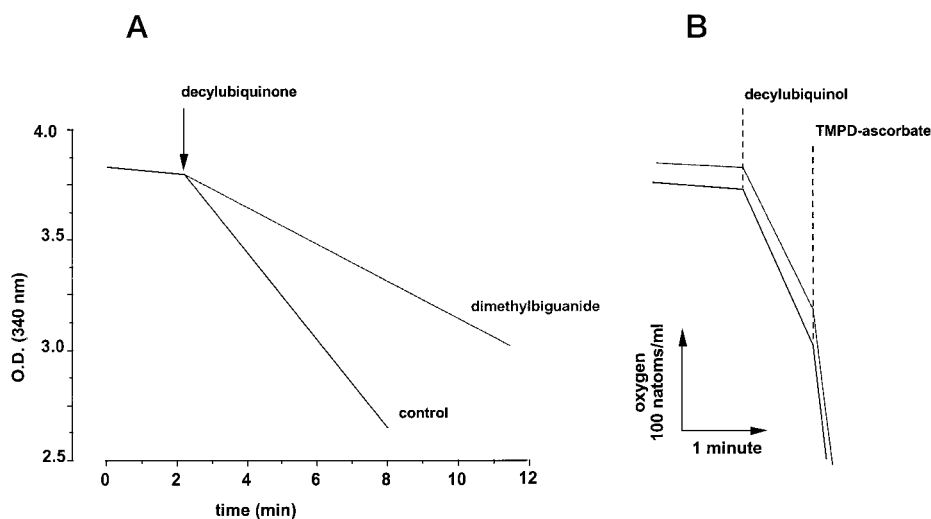 A
decylubiquinone
4.0
3.5
3.0
2.5
O.D. (340 nm)
dimethylbiguanide
control
0
2
4
6
8
10
12
time (min)
B
decylubiquinol
TMPD-ascorbate
oxygen
100 natoms/ml
1 minute